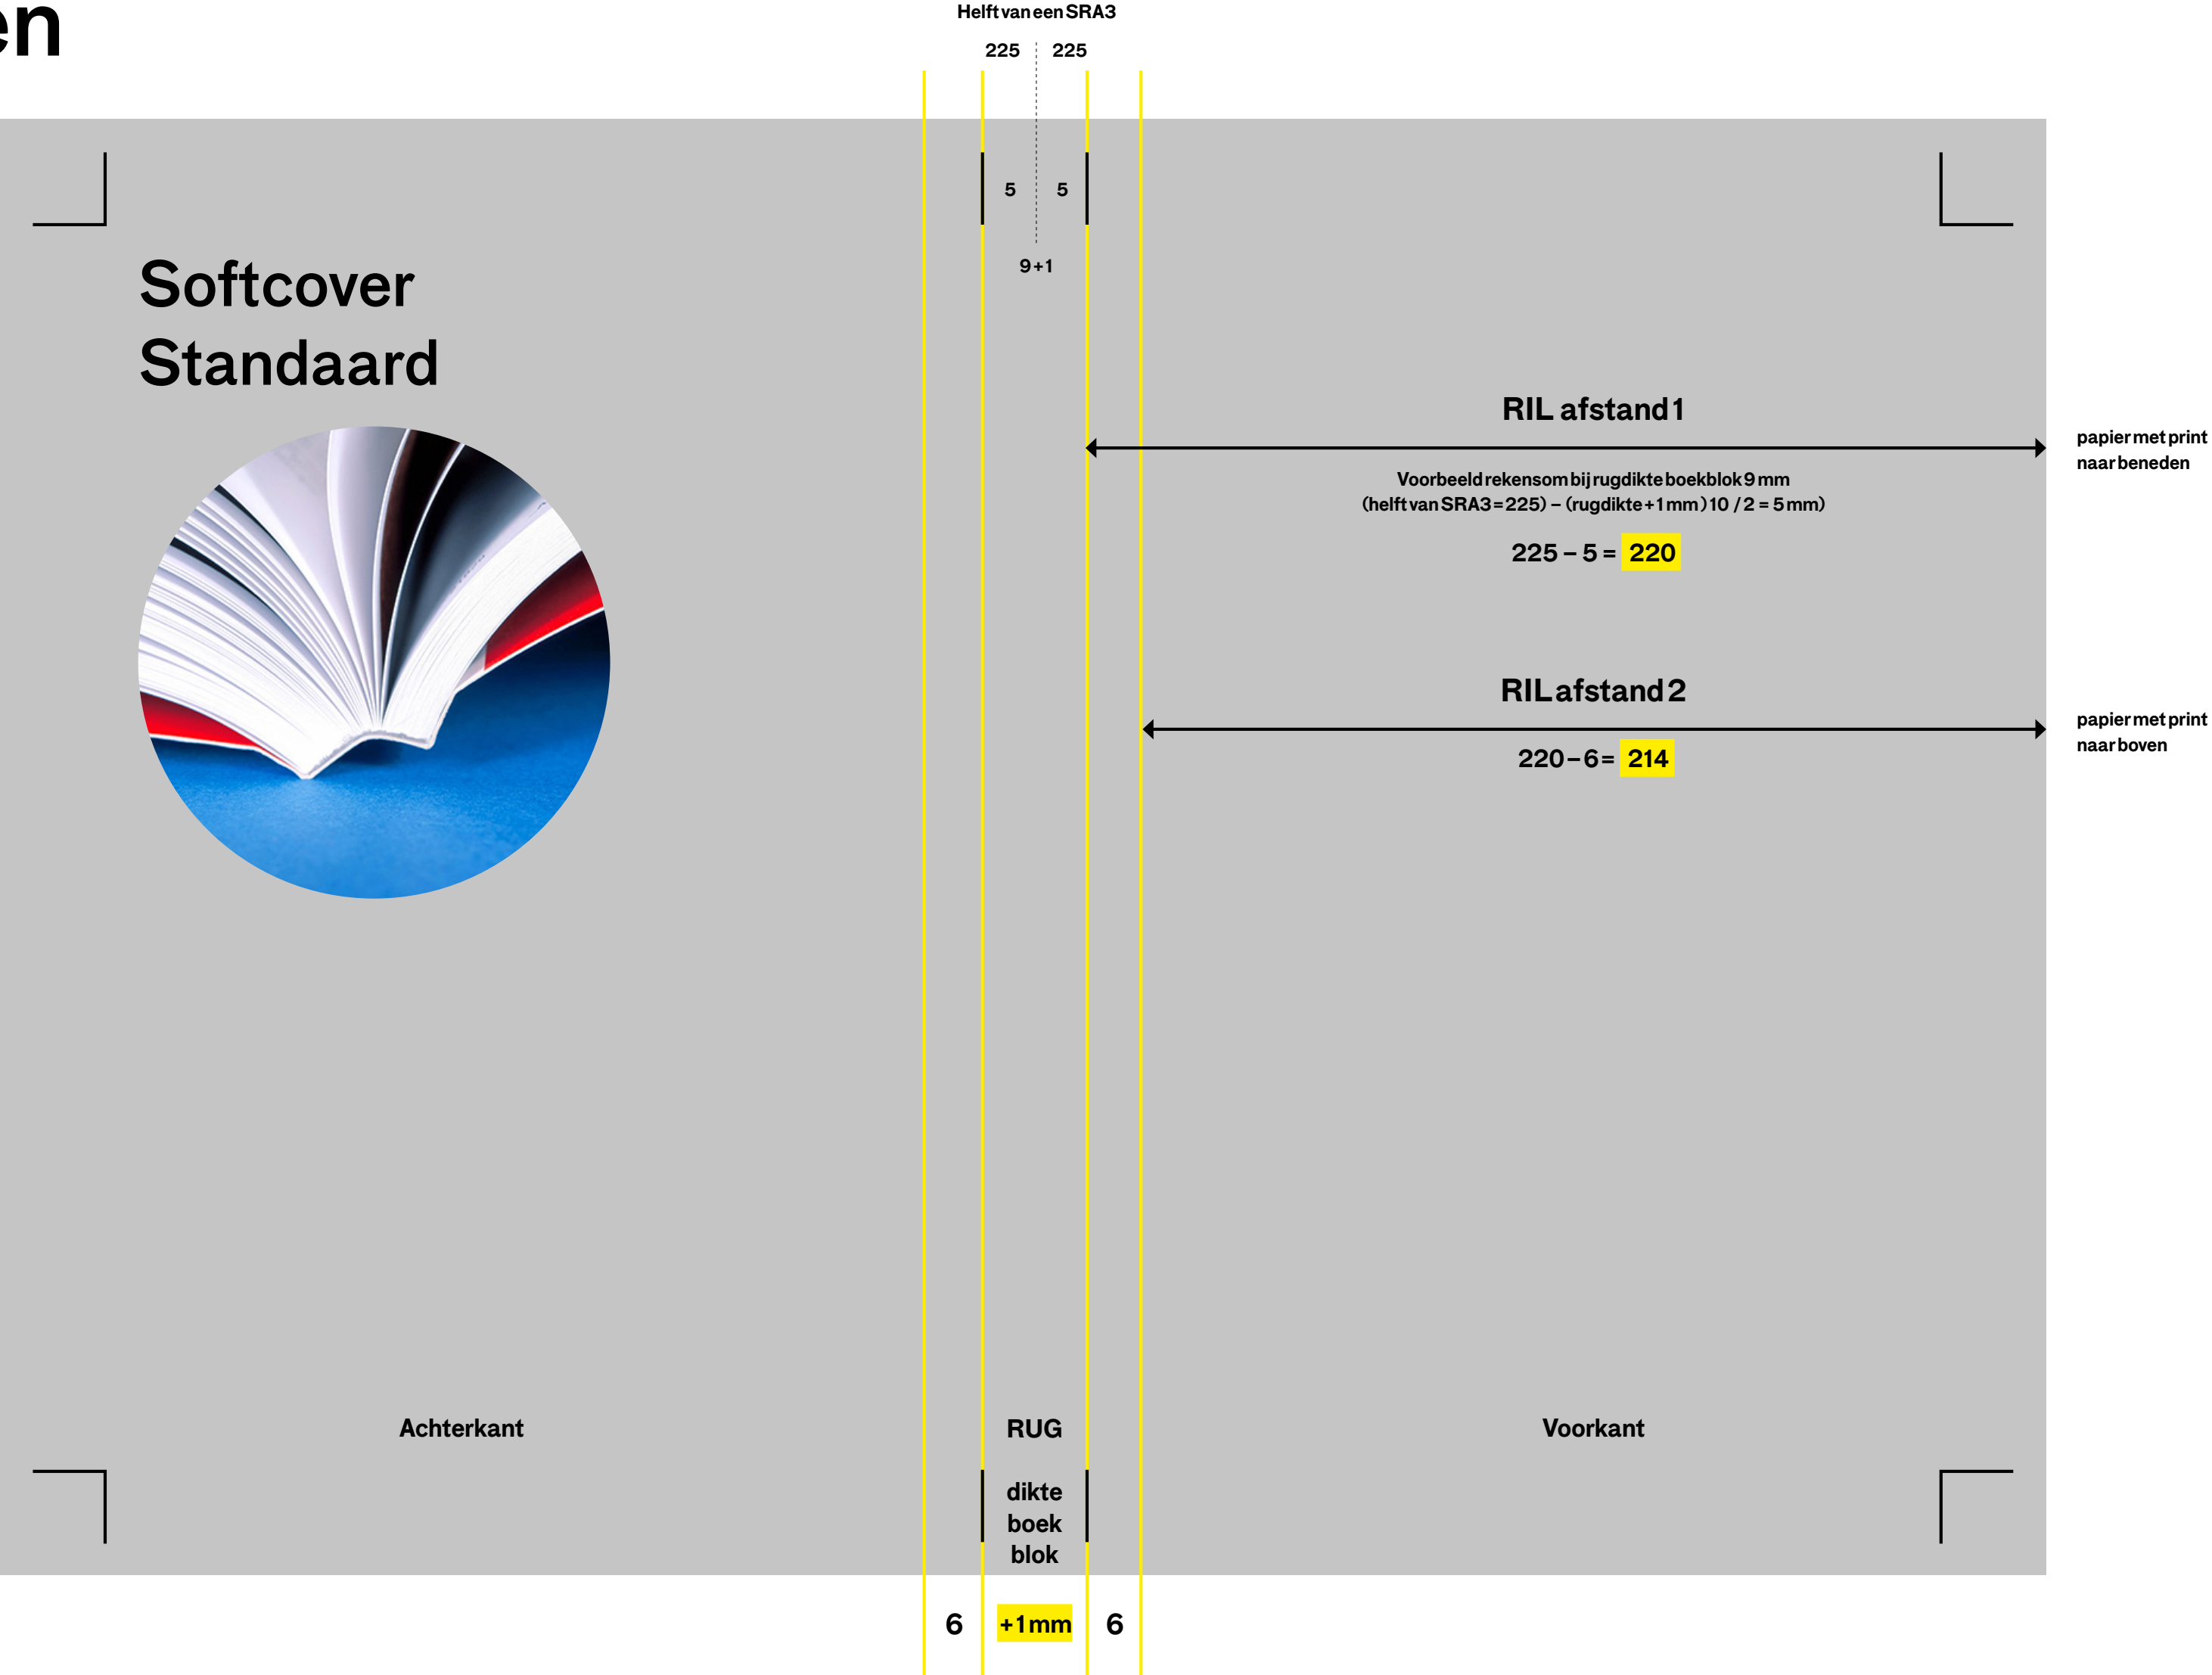 en
Helft van een SRA3
225 225
5 5
9+1
Softcover
Standaard
RIL afstand 1
papier met print
naar beneden
Voorbeeld rekensom bij rugdikte boekblok 9 mm
(helft van SRA3 = 225) – (rugdikte + 1 mm) 10 / 2 = 5 mm)
225 – 5 = 220
RIL afstand 2
papier met print
naar boven
220 – 6 = 214
Achterkant
RUG
Voorkant
dikte
boek
blok
6 +1 mm 6